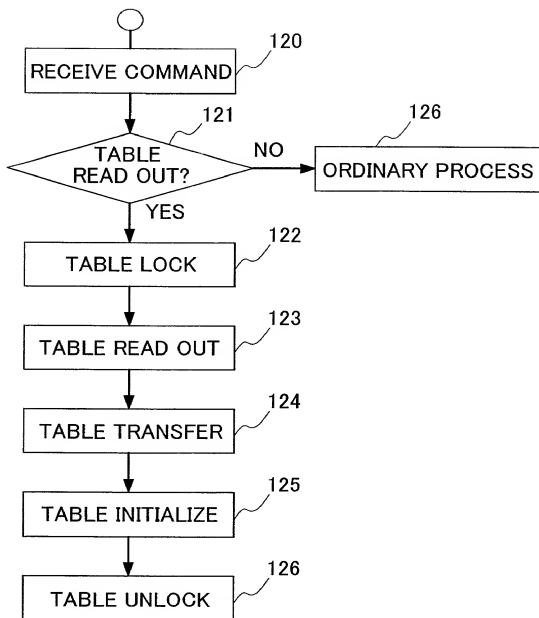 120
RECEIVE COMMAND
121
126
TABLE
READ OUT?
NO
ORDINARY PROCESS
YES
122
TABLE LOCK
123
TABLE READ OUT
124
TABLE TRANSFER
125
TABLE INITIALIZE
126
TABLE UNLOCK